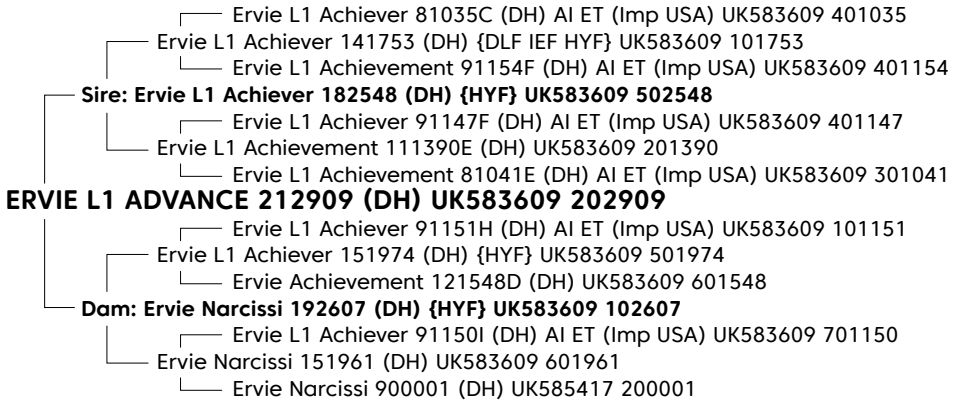 Ervie L1 Achiever 81035C (DH) AI ET (Imp USA) UK583609 401035
Ervie L1 Achiever 141753 (DH) {DLF IEF HYF} UK583609 101753
Ervie L1 Achievement 91154F (DH) AI ET (Imp USA) UK583609 401154
Sire: Ervie L1 Achiever 182548 (DH) {HYF} UK583609 502548
Ervie L1 Achiever 91147F (DH) AI ET (Imp USA) UK583609 401147
Ervie L1 Achievement 111390E (DH) UK583609 201390
Ervie L1 Achievement 81041E (DH) AI ET (Imp USA) UK583609 301041
ERVIE L1 ADVANCE 212909 (DH) UK583609 202909
Ervie L1 Achiever 91151H (DH) AI ET (Imp USA) UK583609 101151
Ervie L1 Achiever 151974 (DH) {HYF} UK583609 501974
Ervie Achievement 121548D (DH) UK583609 601548
Dam: Ervie Narcissi 192607 (DH) {HYF} UK583609 102607
Ervie L1 Achiever 91150I (DH) AI ET (Imp USA) UK583609 701150
Ervie Narcissi 151961 (DH) UK583609 601961
Ervie Narcissi 900001 (DH) UK585417 200001